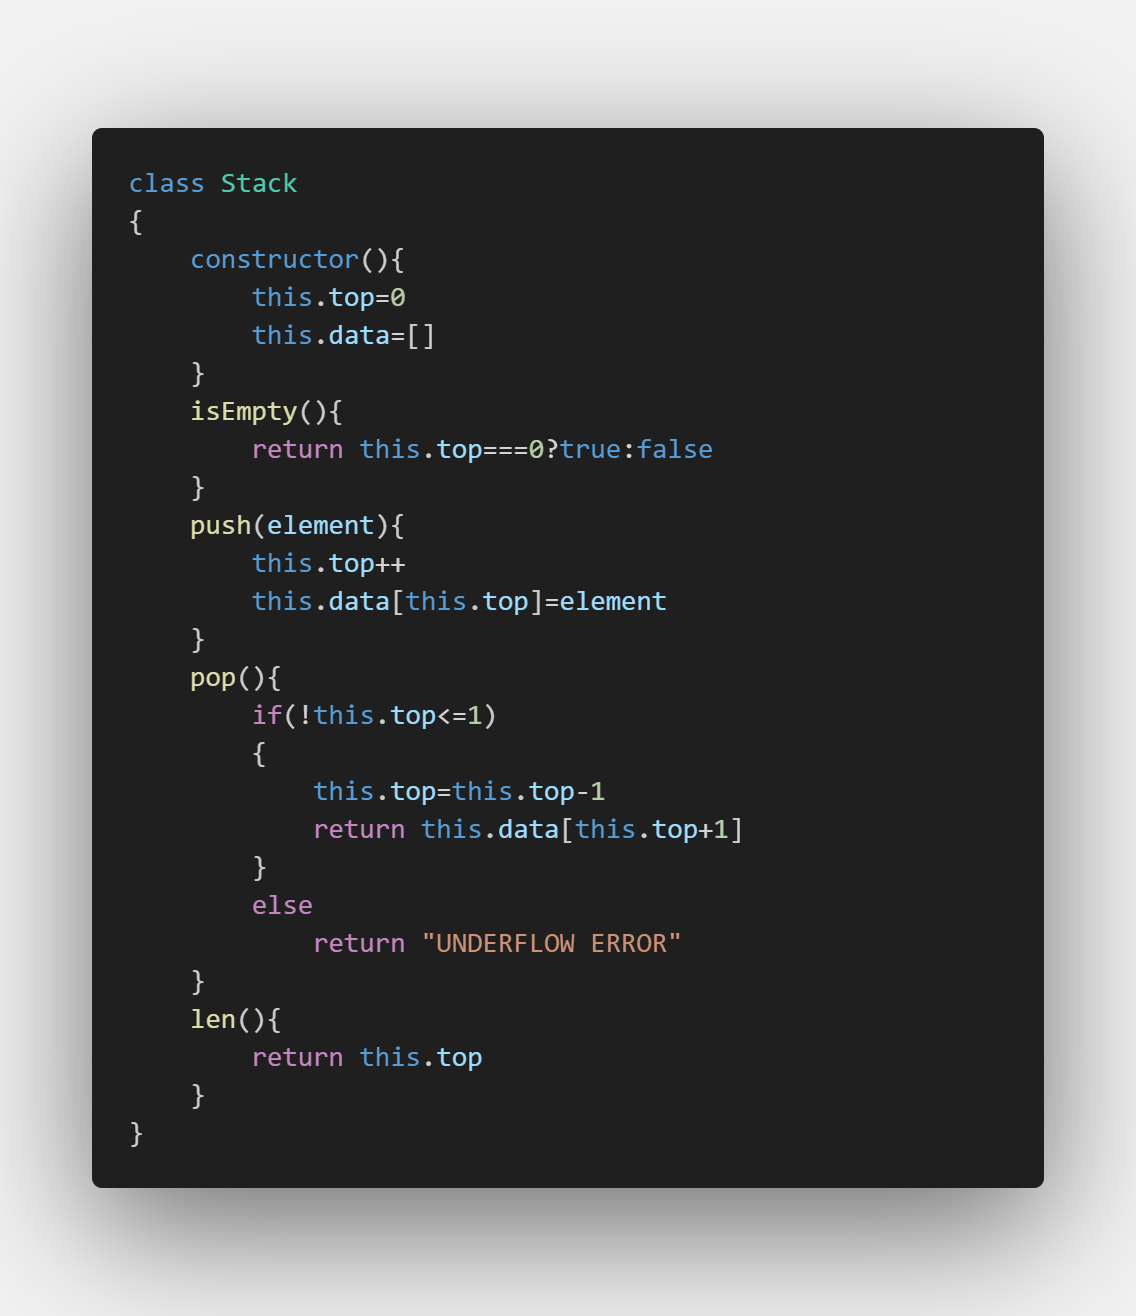 class Stack
{
    constructor(){
        this.top=0
        this.data=[]
    }
    isEmpty(){
        return this.top===0?true:false
    }
    push(element){
        this.top++
        this.data[this.top]=element
    }
    pop(){
        if(!this.top<=1)
        {
            this.top=this.top-1
            return this.data[this.top+1]
        }
        else
            return "UNDERFLOW ERROR"
    }
    len(){
        return this.top
    }
}